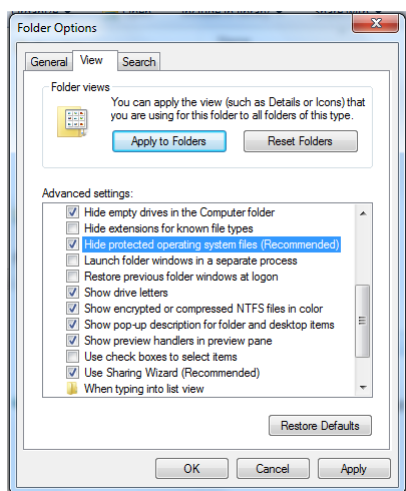 Folder Options
General View Search
Folder views
You can apply the view (such as Details or Icons) that
you are using for this folder to all folders of this type.
Apply to Folders Reset Folders
Advanced settings:
Hide empty drives in the Computer folder
Hide extensions for known file types
Hide protected operating system files (Recommended)
Launch folder windows in a separate process
Restore previous folder windows at logon
Show drive letters
Show encrypted or compressed NTFS files in color
Show pop-up description for folder and desktop items
Show preview handlers in preview pane
Use check boxes to select items
Use Sharing Wizard (Recommended)
When typing into list view
Restore Defaults
OK Cancel Apply